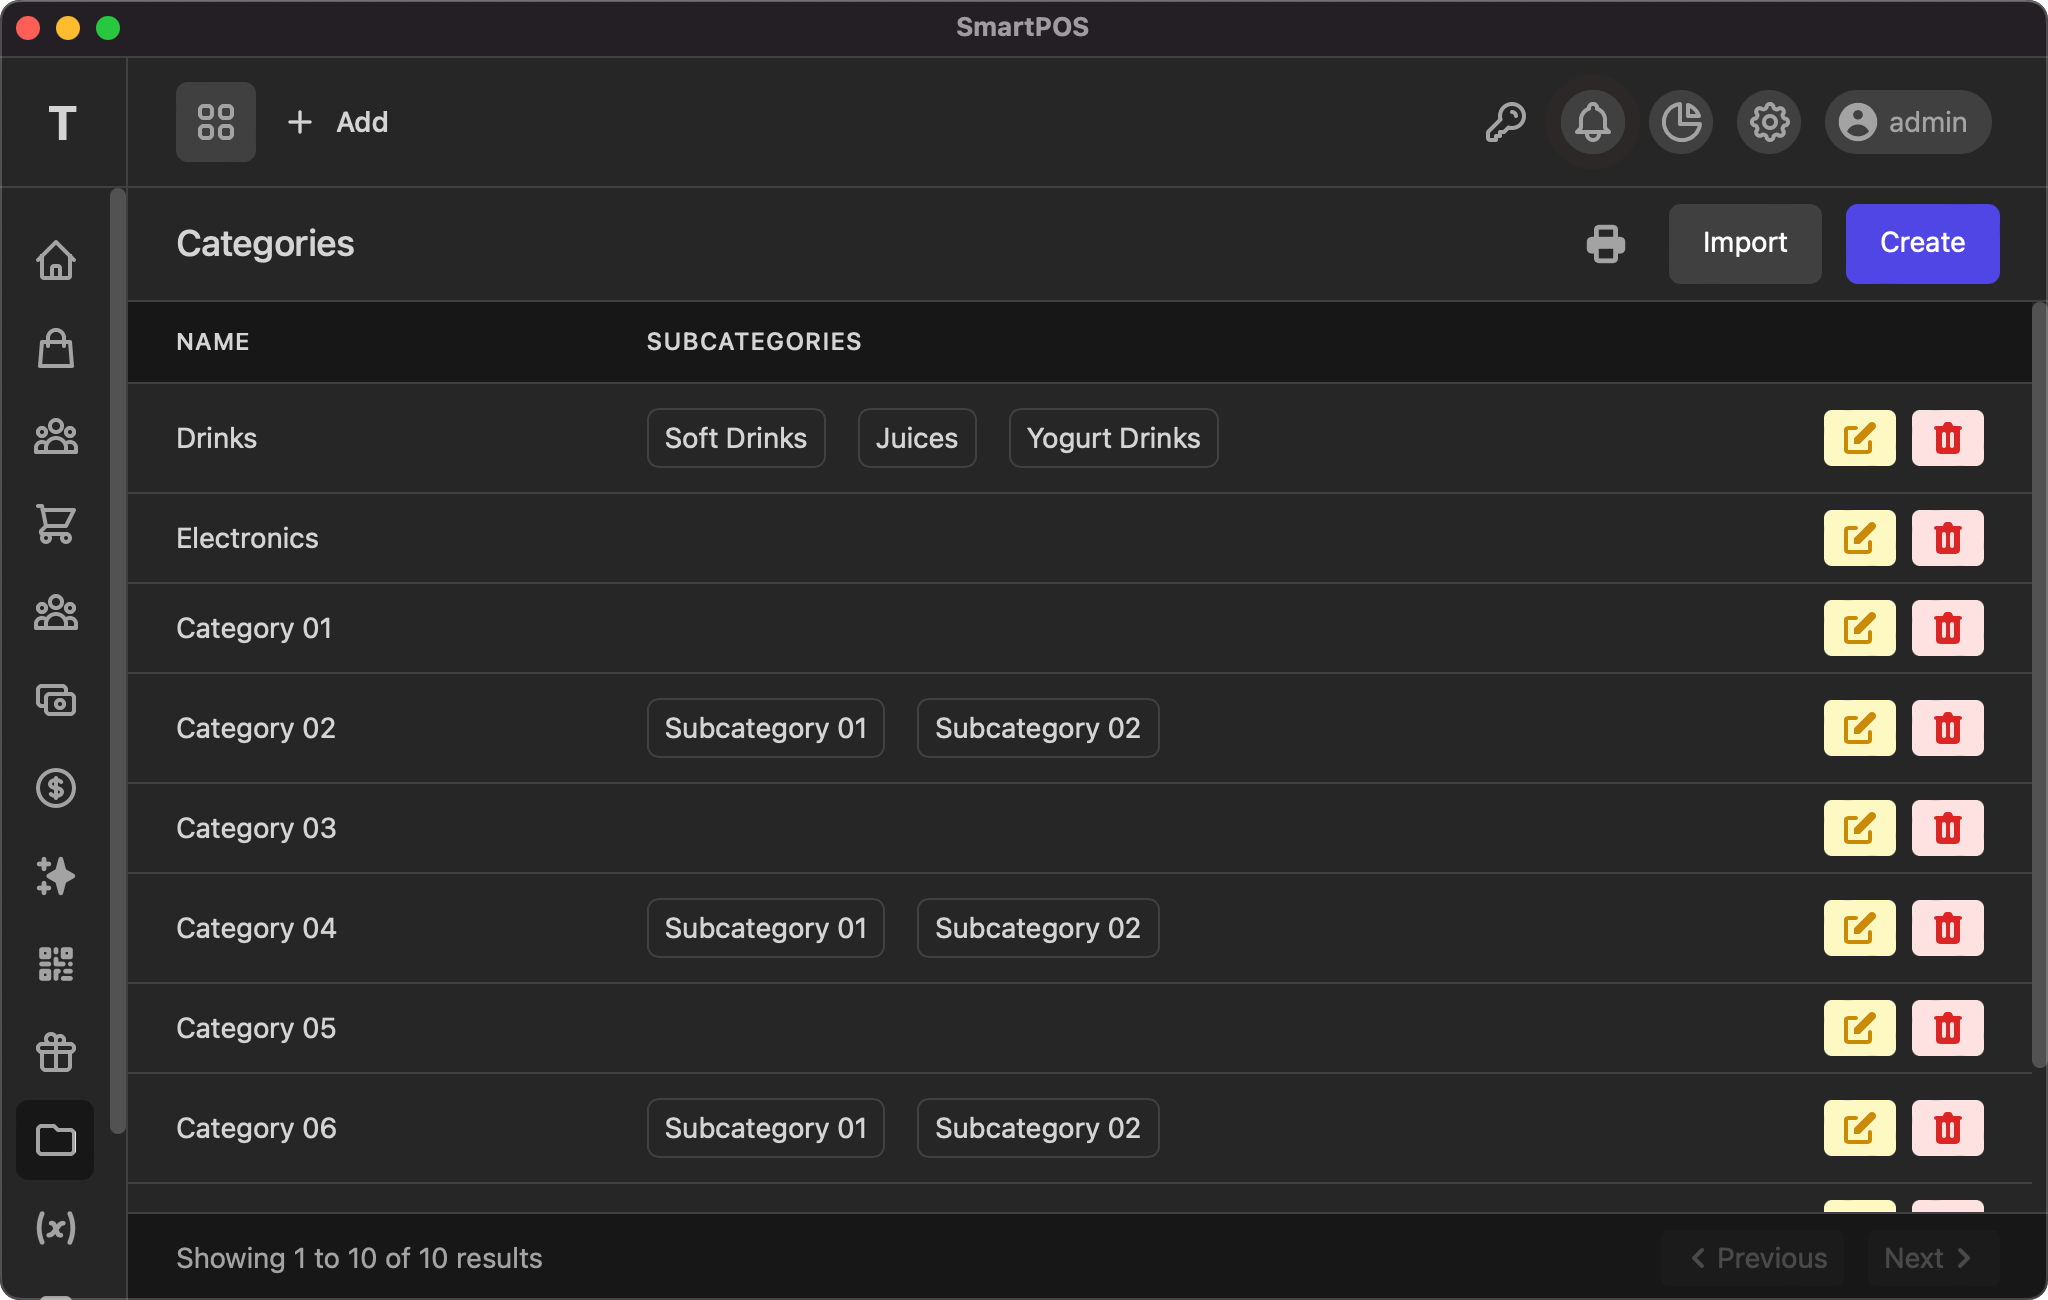 SmartPOS
T
Add
admin
Categories
Import
Create
NAME SUBCATEGORIES
Drinks Soft Drinks Juices Yogurt Drinks
Electronics
Category 01
Category 02 Subcategory 01 Subcategory 02
Category 03
Category 04 Subcategory 01 Subcategory 02
Category 05
Category 06 Subcategory 01 Subcategory 02
(x)
Showing 1 to 10 of 10 results
Previous
Next